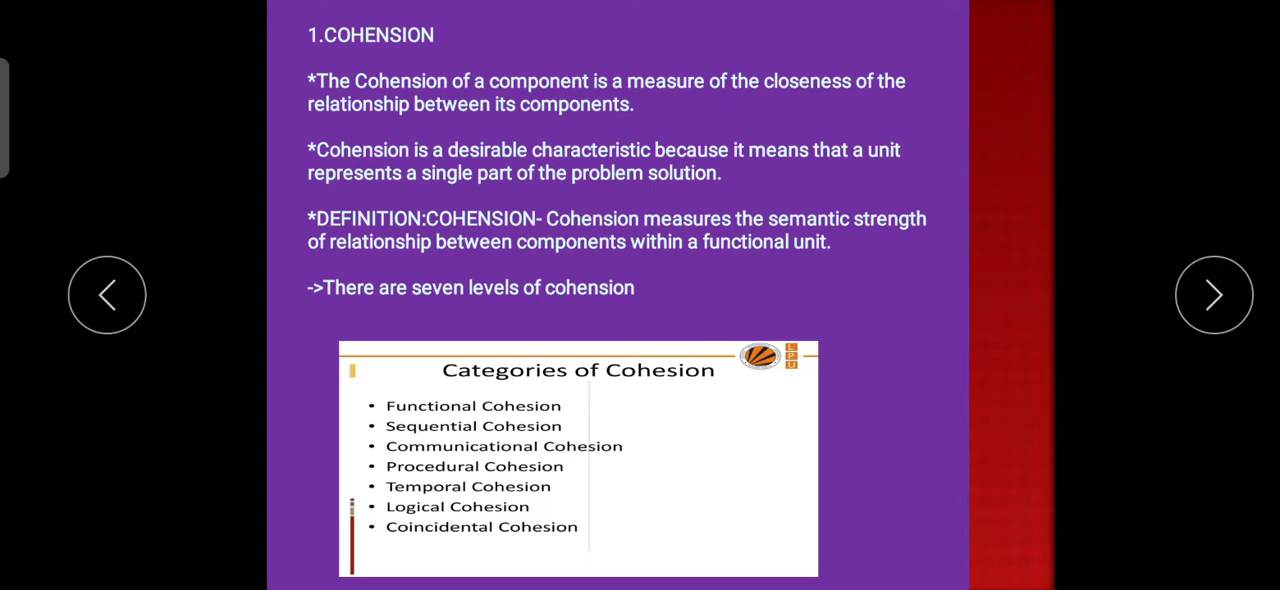 1.COHENSION
*The Cohension of a component is a measure of the closeness of the
relationship between its components.
*Cohension is a desirable characteristic because it means that a unit
represents a single part of the problem solution.
*DEFINITION:COHENSION- Cohension measures the semantic strength
of relationship between components within a functional unit.
->There are seven levels of cohension
L
P
U
Categories of Cohesion
• Functional Cohesion
• Sequential Cohesion
• Communicational Cohesion
• Procedural Cohesion
• Temporal Cohesion
• Logical Cohesion
• Coincidental Cohesion